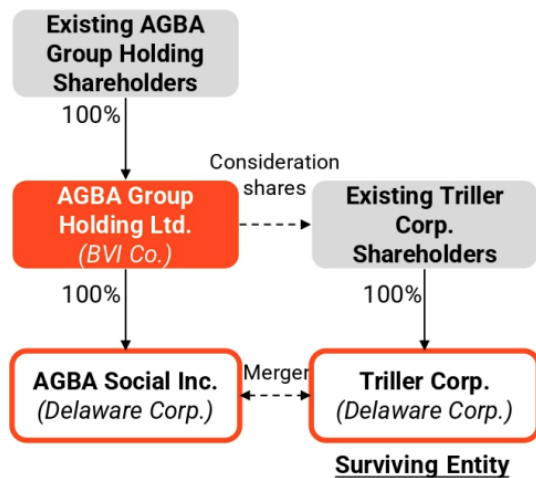 Existing AGBA
Group Holding
Shareholders
100%
Consideration
shares
AGBA Group
Holding Ltd.
(BVI Co.)
Existing Triller
Corp.
Shareholders
100%
100%
AGBA Social Inc.
(Delaware Corp.)
Merger
Triller Corp.
(Delaware Corp.)
Surviving Entity